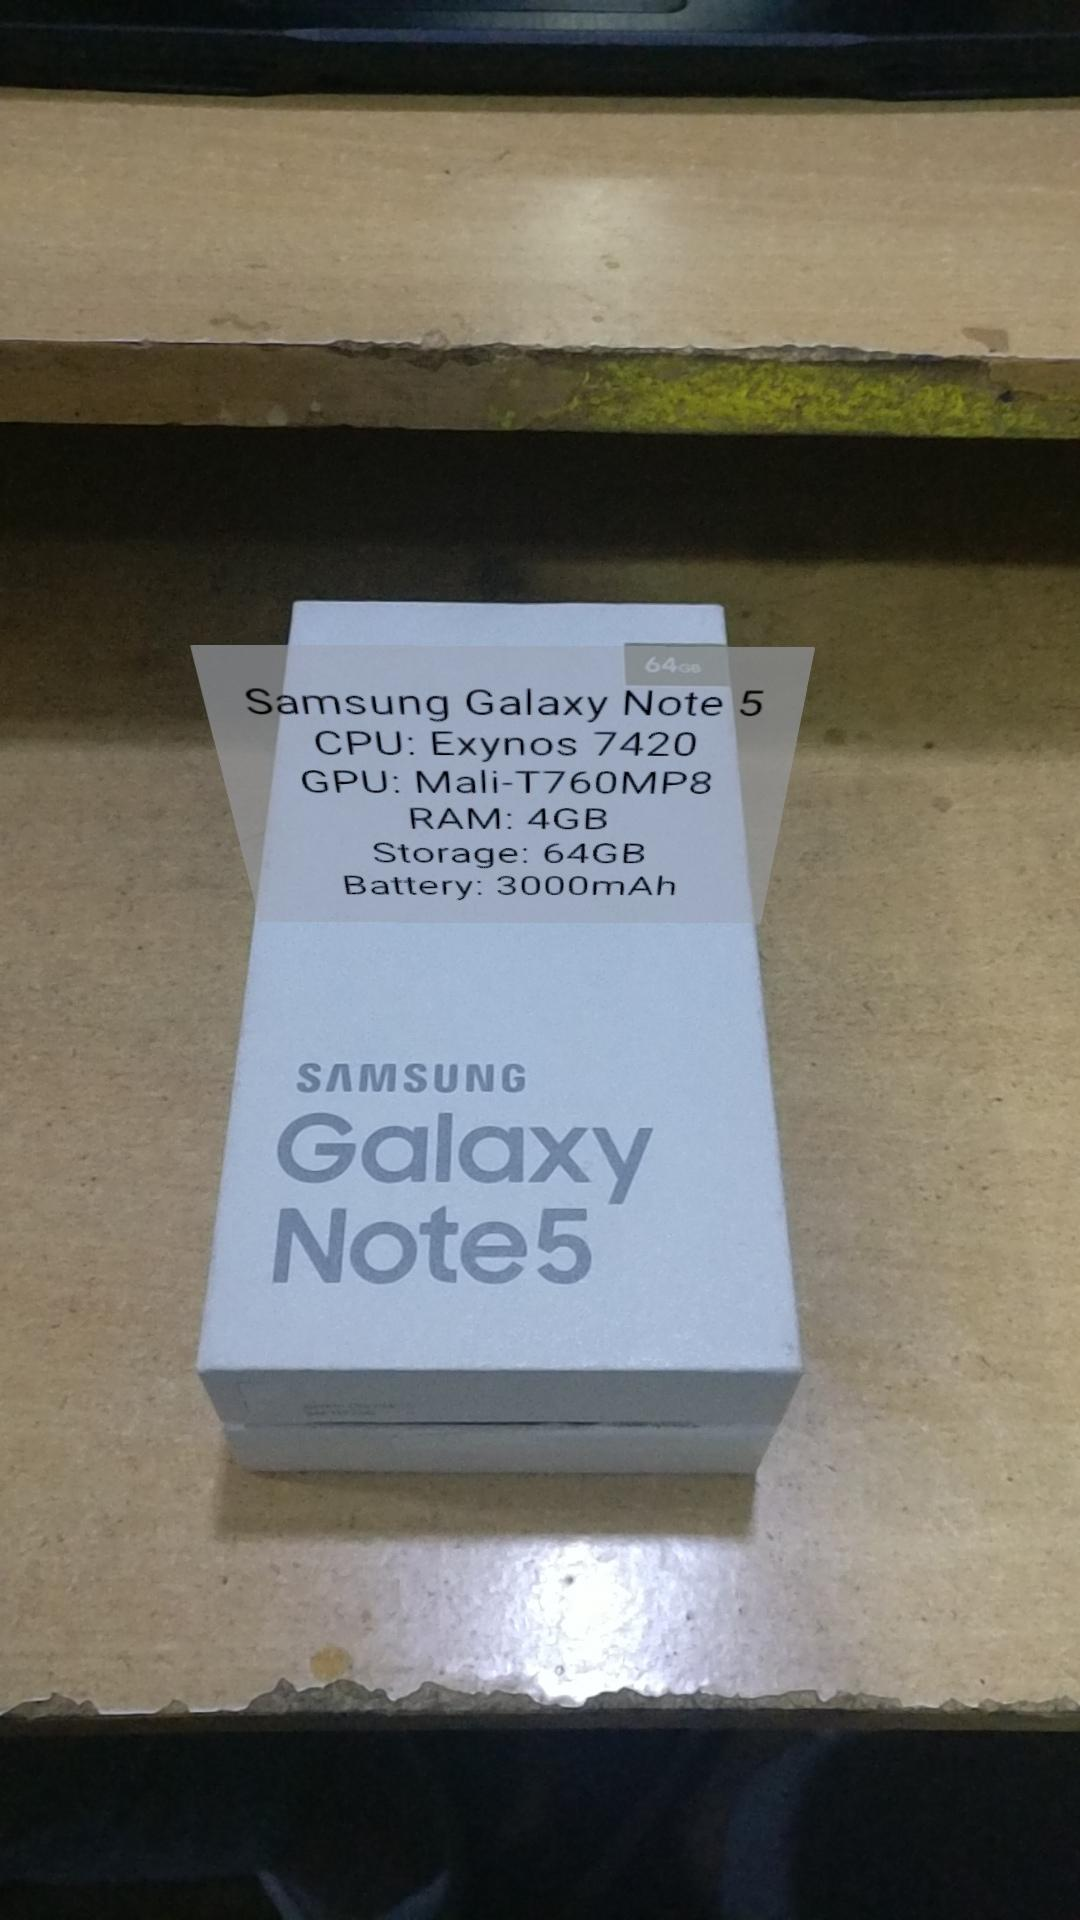 64GB
Samsung Galaxy Note 5
CPU: Exynos 7420
GPU: Mali-T760MP8
RAM: 4GB
Storage: 64GB
Battery: 3000mAh
SAMSUNG
Galaxy
Note5